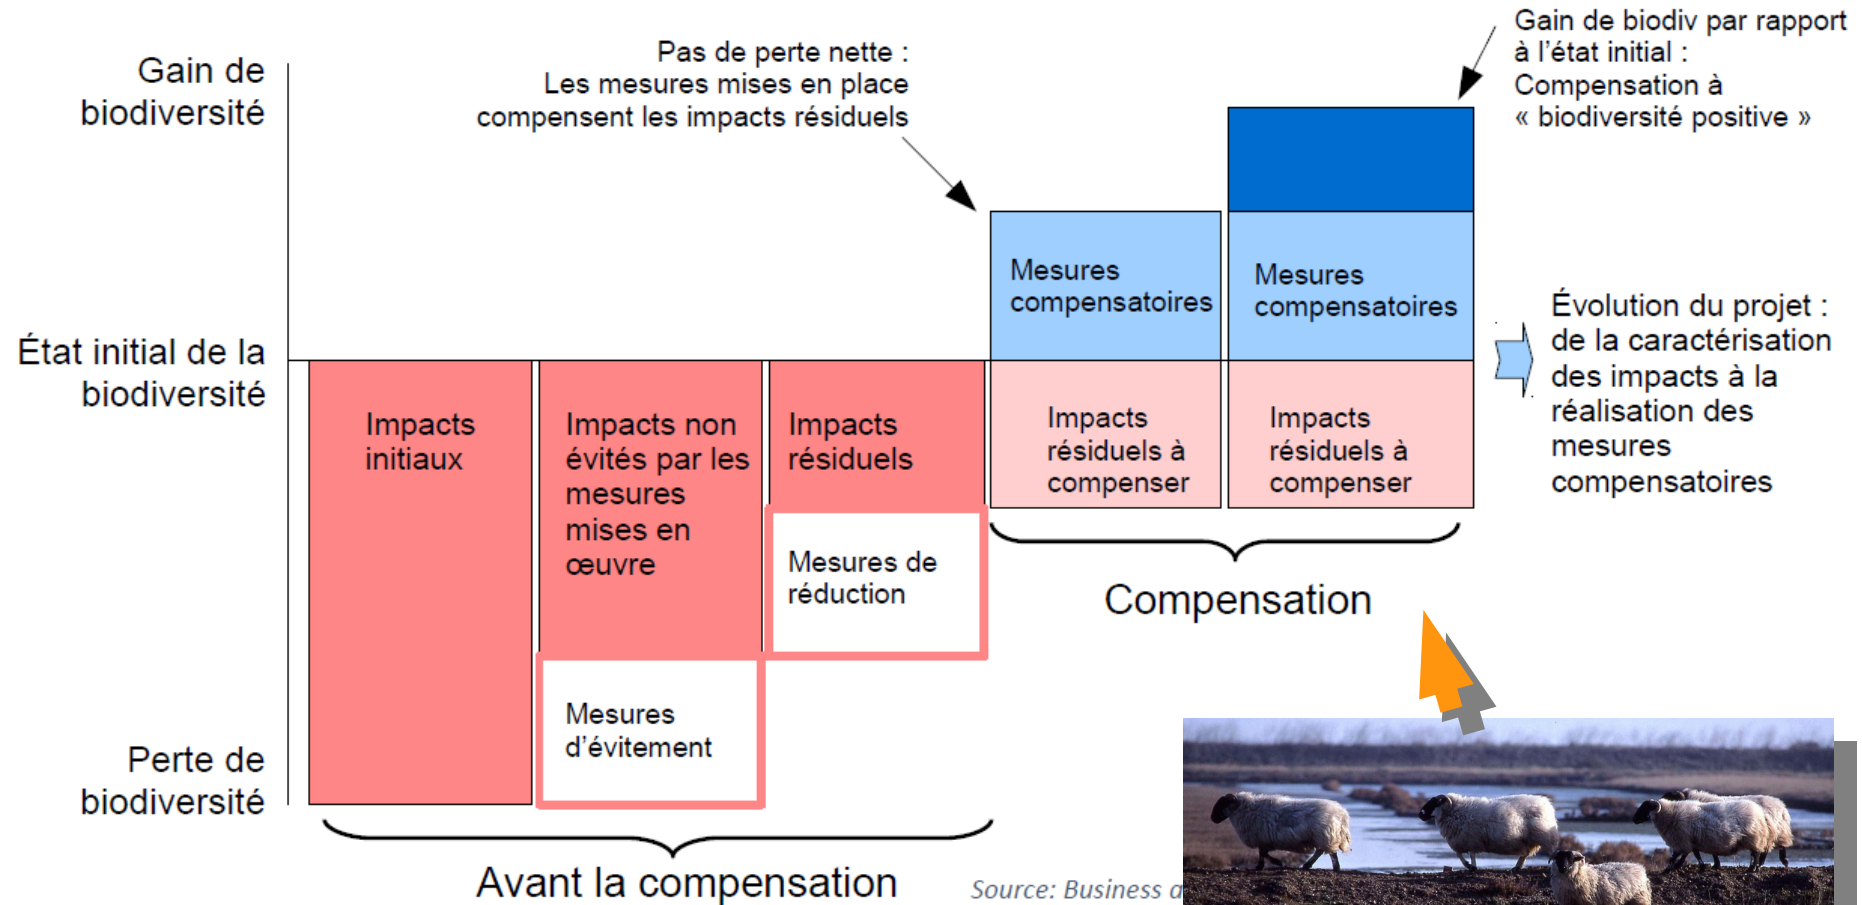 Gain de
biodiversité
État initial de la
biodiversité
Perte de
biodiversité
Pas de perte nette :
Les mesures mises en place
compensent les impacts résiduels
Gain de biodiv par rapport
à l'état initial :
Compensation à
« biodiversité positive »
Impacts
initiaux
Impacts non
évités par les
mesures
mises en
œuvre
Mesures
d'évitement
Impacts
résiduels
Mesures de
réduction
Mesures
compensatoires
Impacts
résiduels à
compenser
Mesures
compensatoires
Impacts
résiduels à
compenser
Évolution du projet :
de la caractérisation
des impacts à la
réalisation des
mesures
compensatoires
Avant la compensation
Compensation
Source: Business